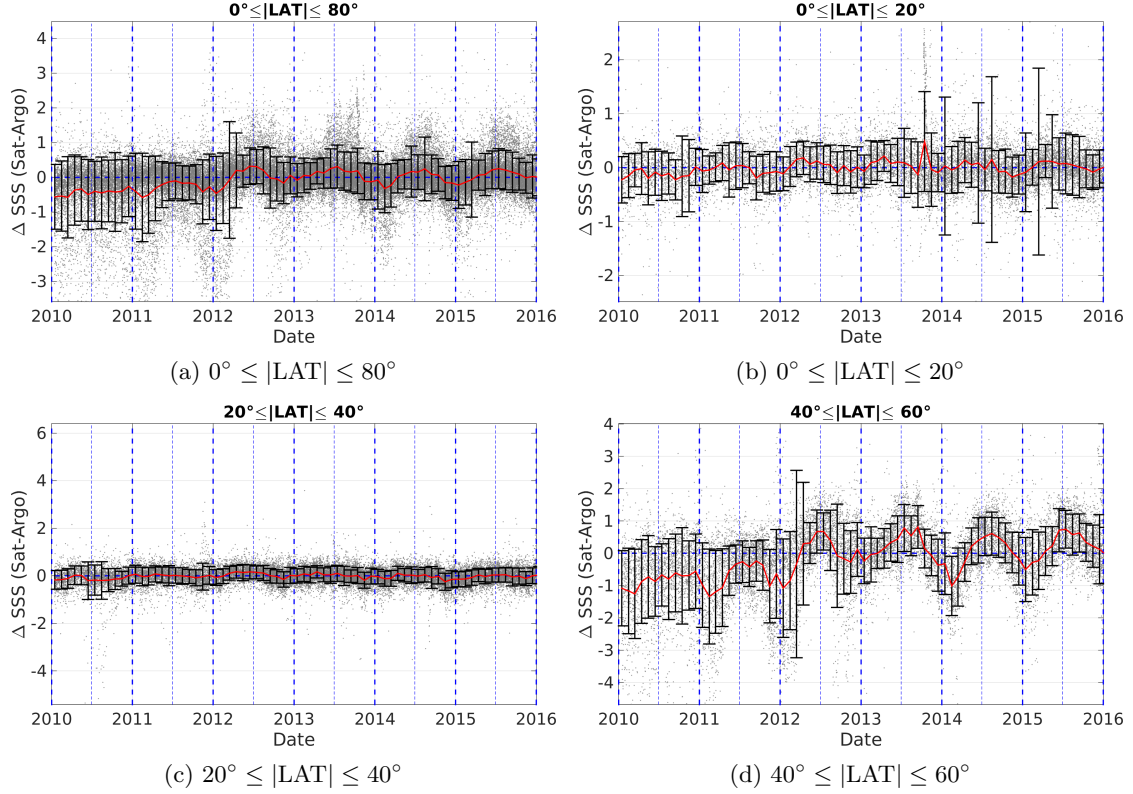 0°≤|LAT|≤ 80°
Δ SSS (Sat-Argo)
4
3
2
1
0
-1
-2
-3
2010 2011 2012 2013 2014 2015 2016
Date
(a) 0° ≤ |LAT| ≤ 80°
0°≤|LAT|≤ 20°
Δ SSS (Sat-Argo)
2
1
0
-1
-2
2010 2011 2012 2013 2014 2015 2016
Date
(b) 0° ≤ |LAT| ≤ 20°
20°≤|LAT|≤ 40°
Δ SSS (Sat-Argo)
6
4
2
0
-2
-4
2010 2011 2012 2013 2014 2015 2016
Date
(c) 20° ≤ |LAT| ≤ 40°
40°≤|LAT|≤ 60°
Δ SSS (Sat-Argo)
4
3
2
1
0
-1
-2
-3
-4
2010 2011 2012 2013 2014 2015 2016
Date
(d) 40° ≤ |LAT| ≤ 60°